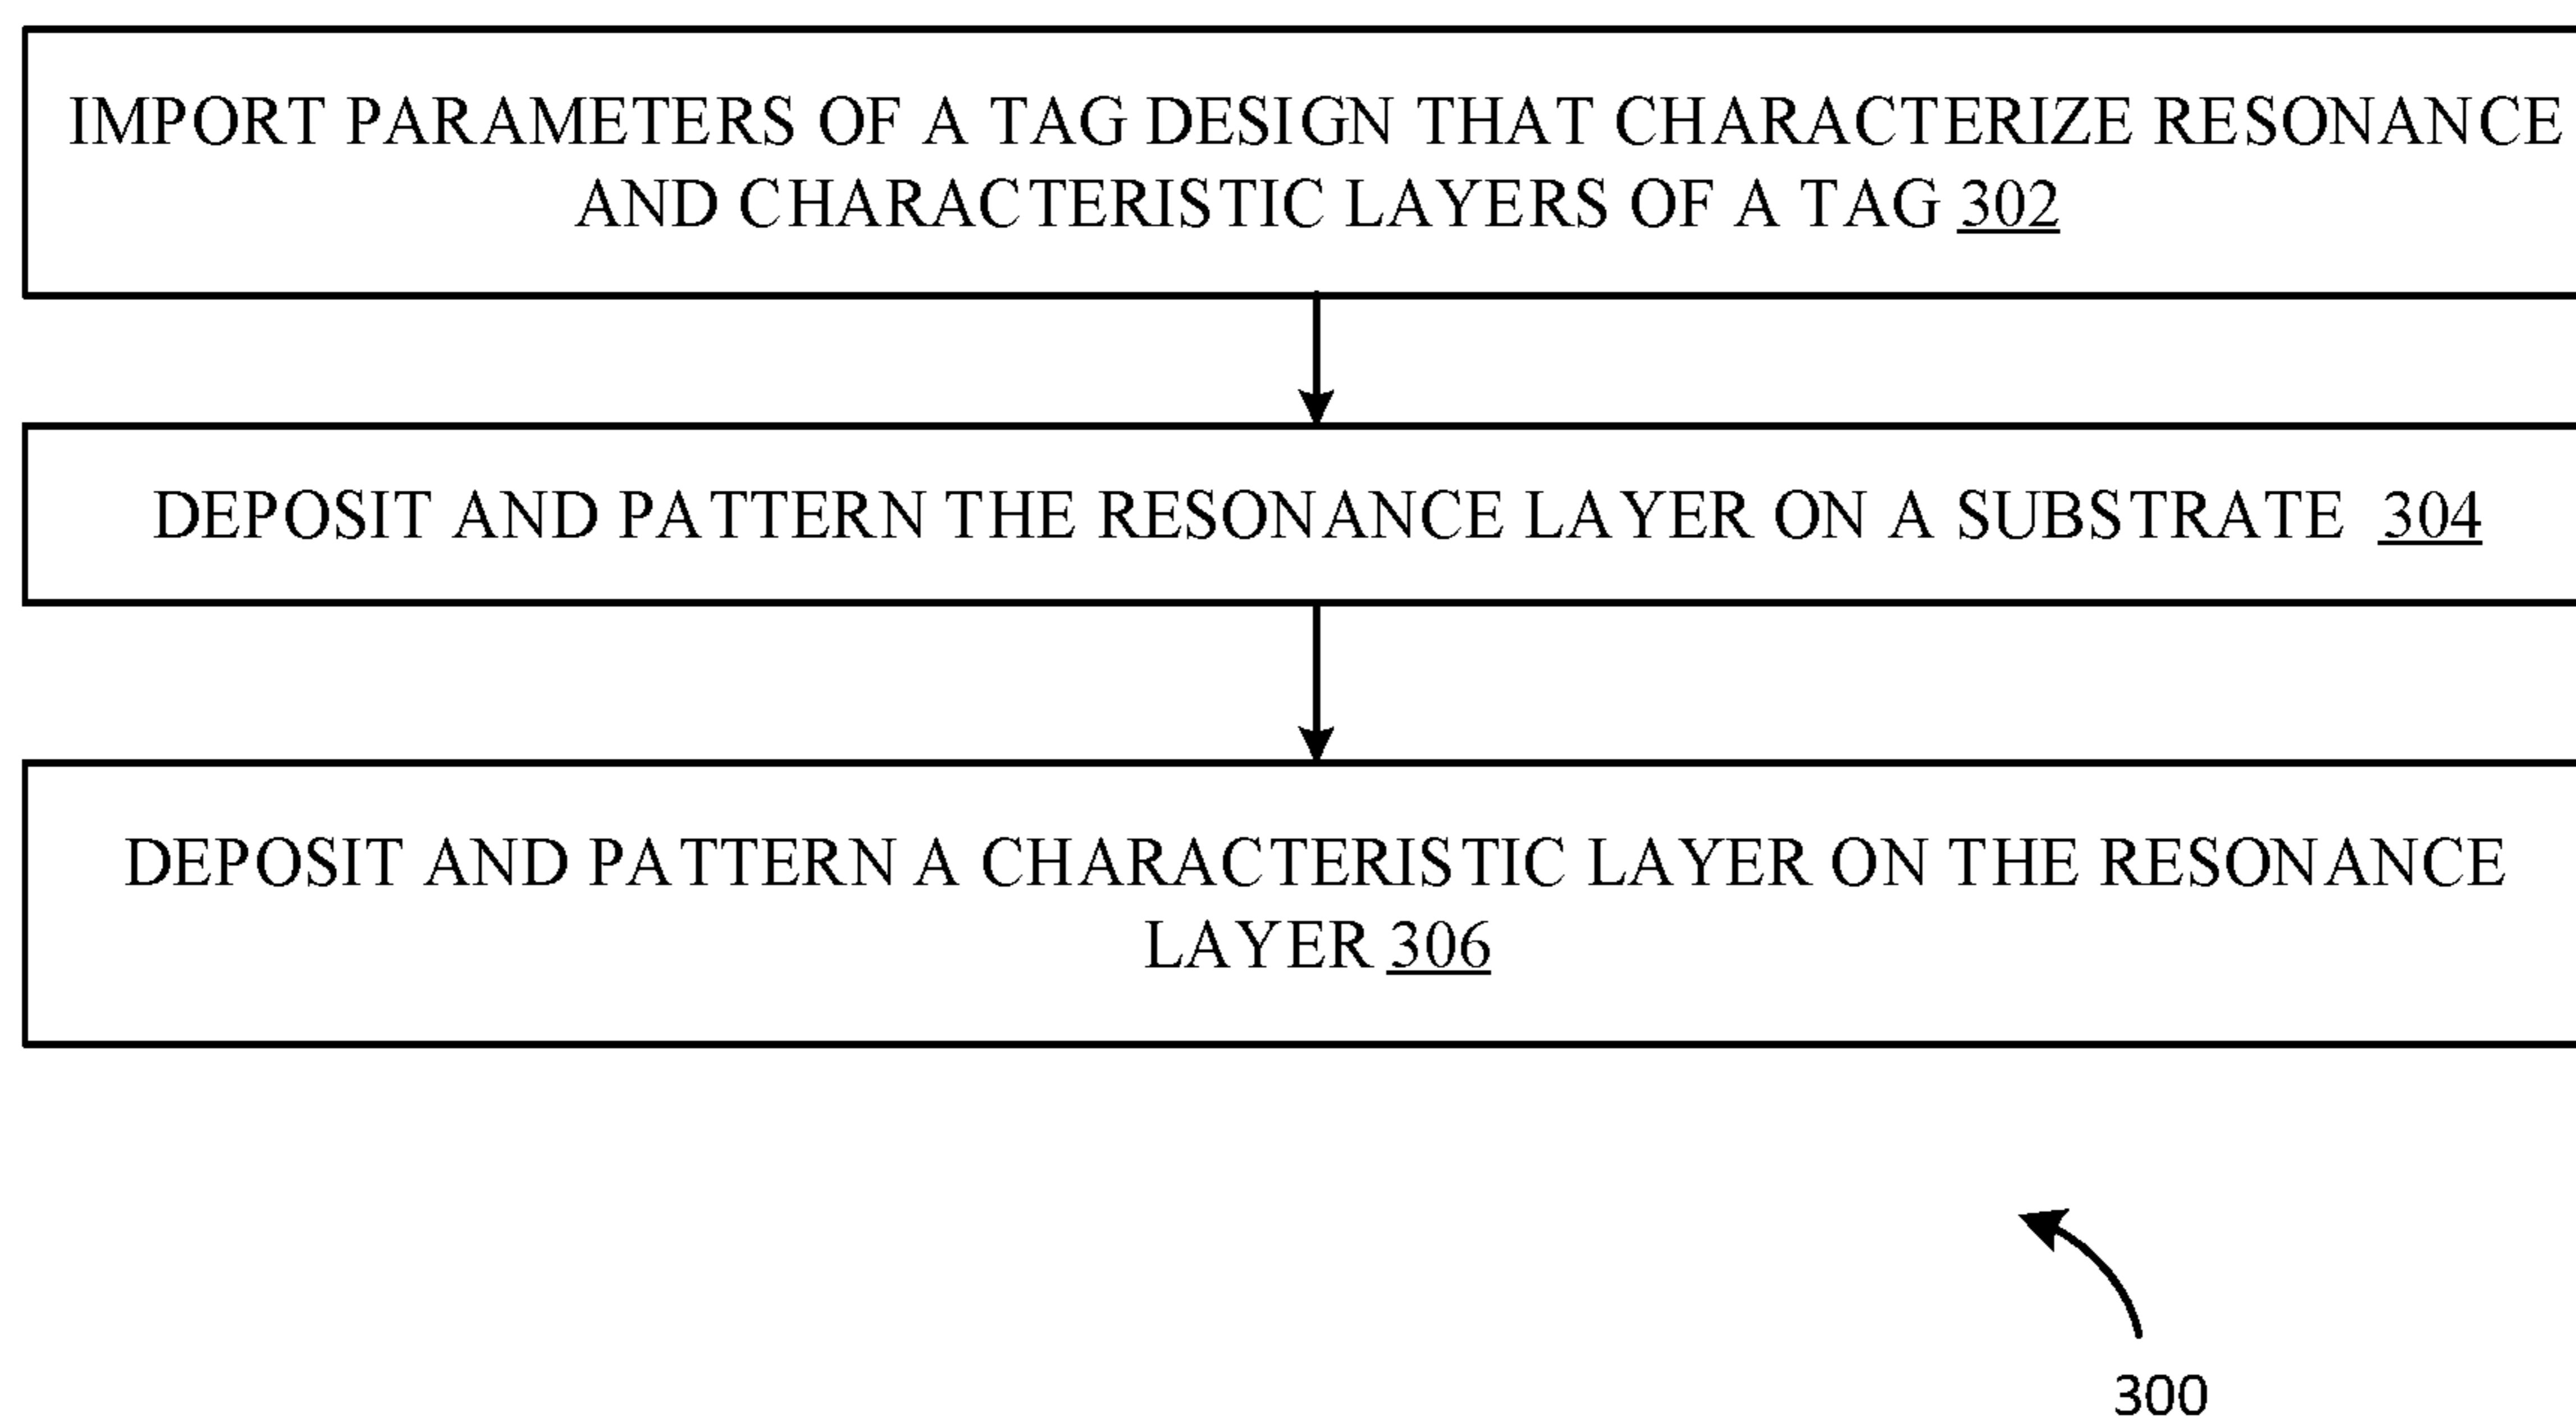 IMPORT PARAMETERS OF A TAG DESIGN THAT CHARACTERIZE RESONANCE
AND CHARACTERISTIC LAYERS OF A TAG 302
DEPOSIT AND PATTERN THE RESONANCE LAYER ON A SUBSTRATE 304
DEPOSIT AND PATTERN A CHARACTERISTIC LAYER ON THE RESONANCE
LAYER 306
300